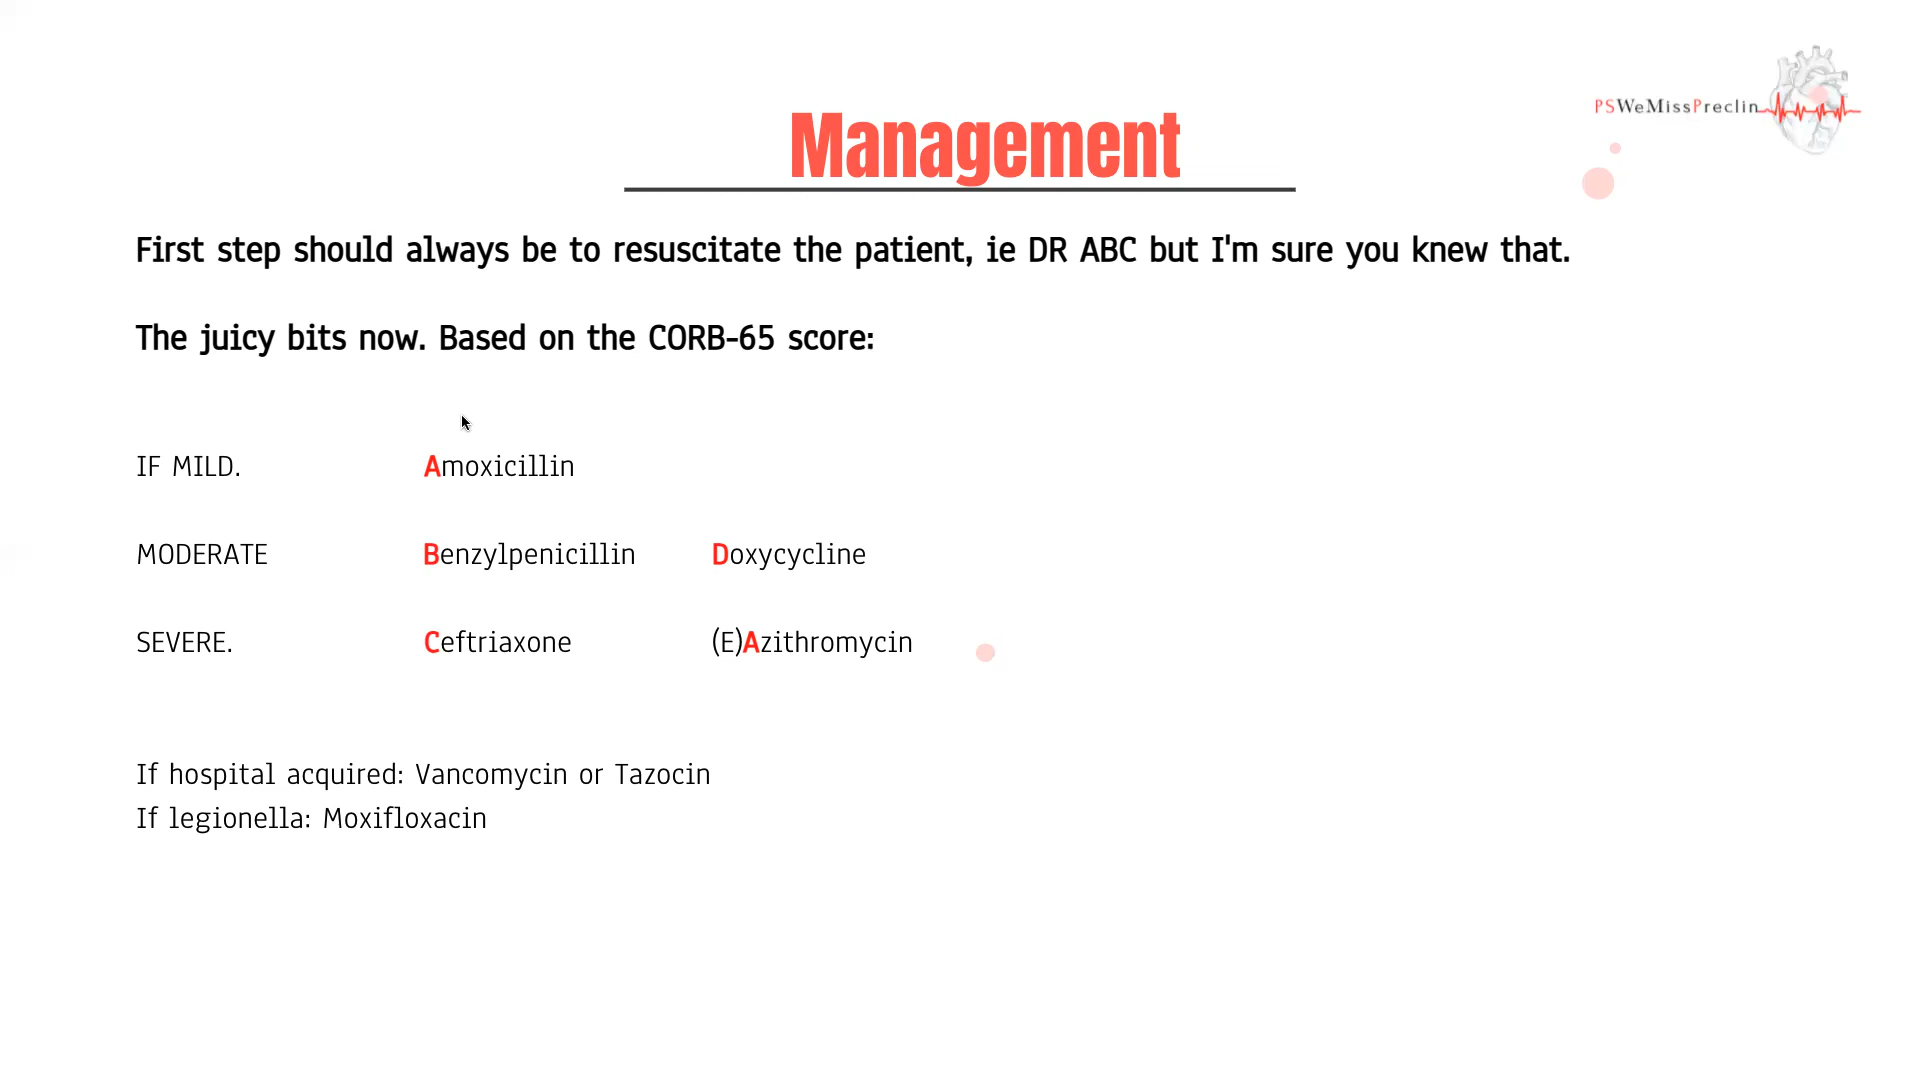 PSWeMissPreclin
Management
First step should always be to resuscitate the patient, ie DR ABC but I'm sure you knew that.
The juicy bits now. Based on the CORB-65 score:
IF MILD. Amoxicillin
MODERATE Benzylpenicillin Doxycycline
SEVERE. Ceftriaxone (E)Azithromycin
If hospital acquired: Vancomycin or Tazocin
If legionella: Moxifloxacin